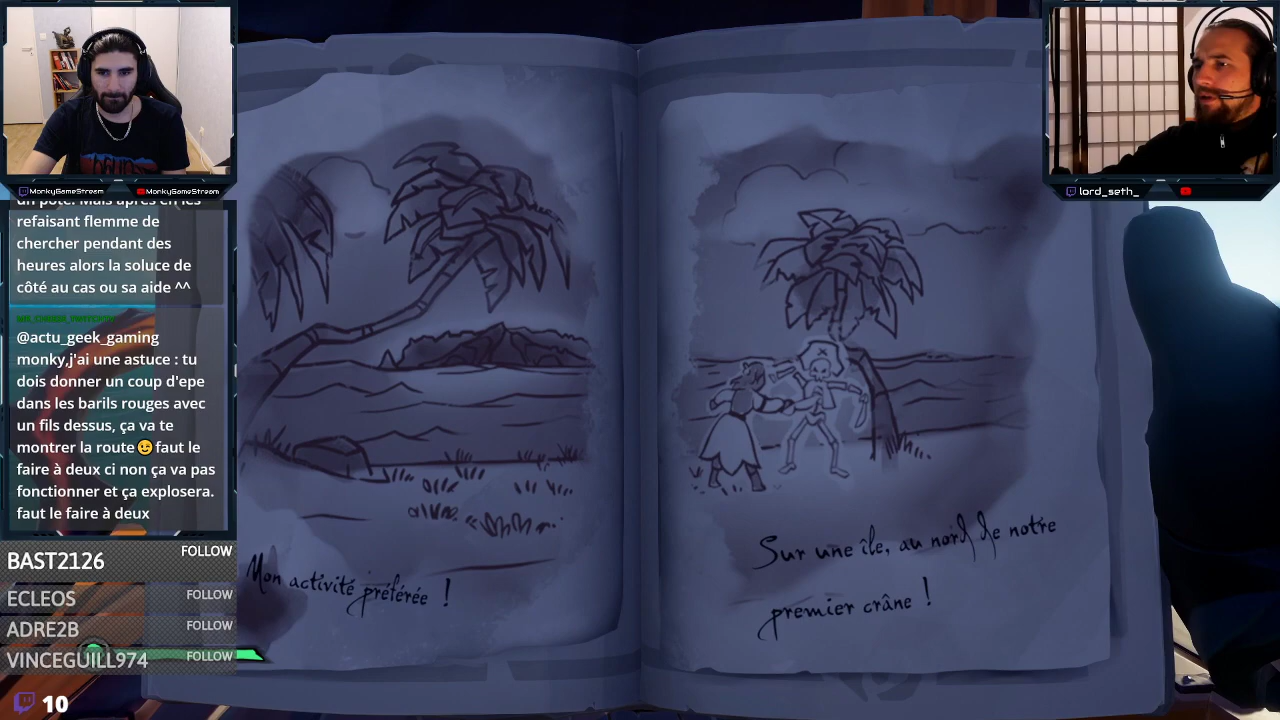 MonkyGameStream MonkyGameStream
lord_seth_
un pote. Mais après en les
refaisant flemme de
chercher pendant des
heures alors la soluce de
côté au cas ou sa aide ^^
@actu_geek_gaming
monky,j'ai une astuce : tu
dois donner un coup d'epe
dans les barils rouges avec
un fils dessus, ça va te
montrer la route😉 faut le
faire à deux ci non ça va pas
fonctionner et ça explosera.
faut le faire à deux
BAST2126 FOLLOW
ECLEOS FOLLOW
ADRE2B FOLLOW
VINCEGUILL974 FOLLOW
10
Mon activité préférée !
Sur une île, au nord de notre
premier crâne !